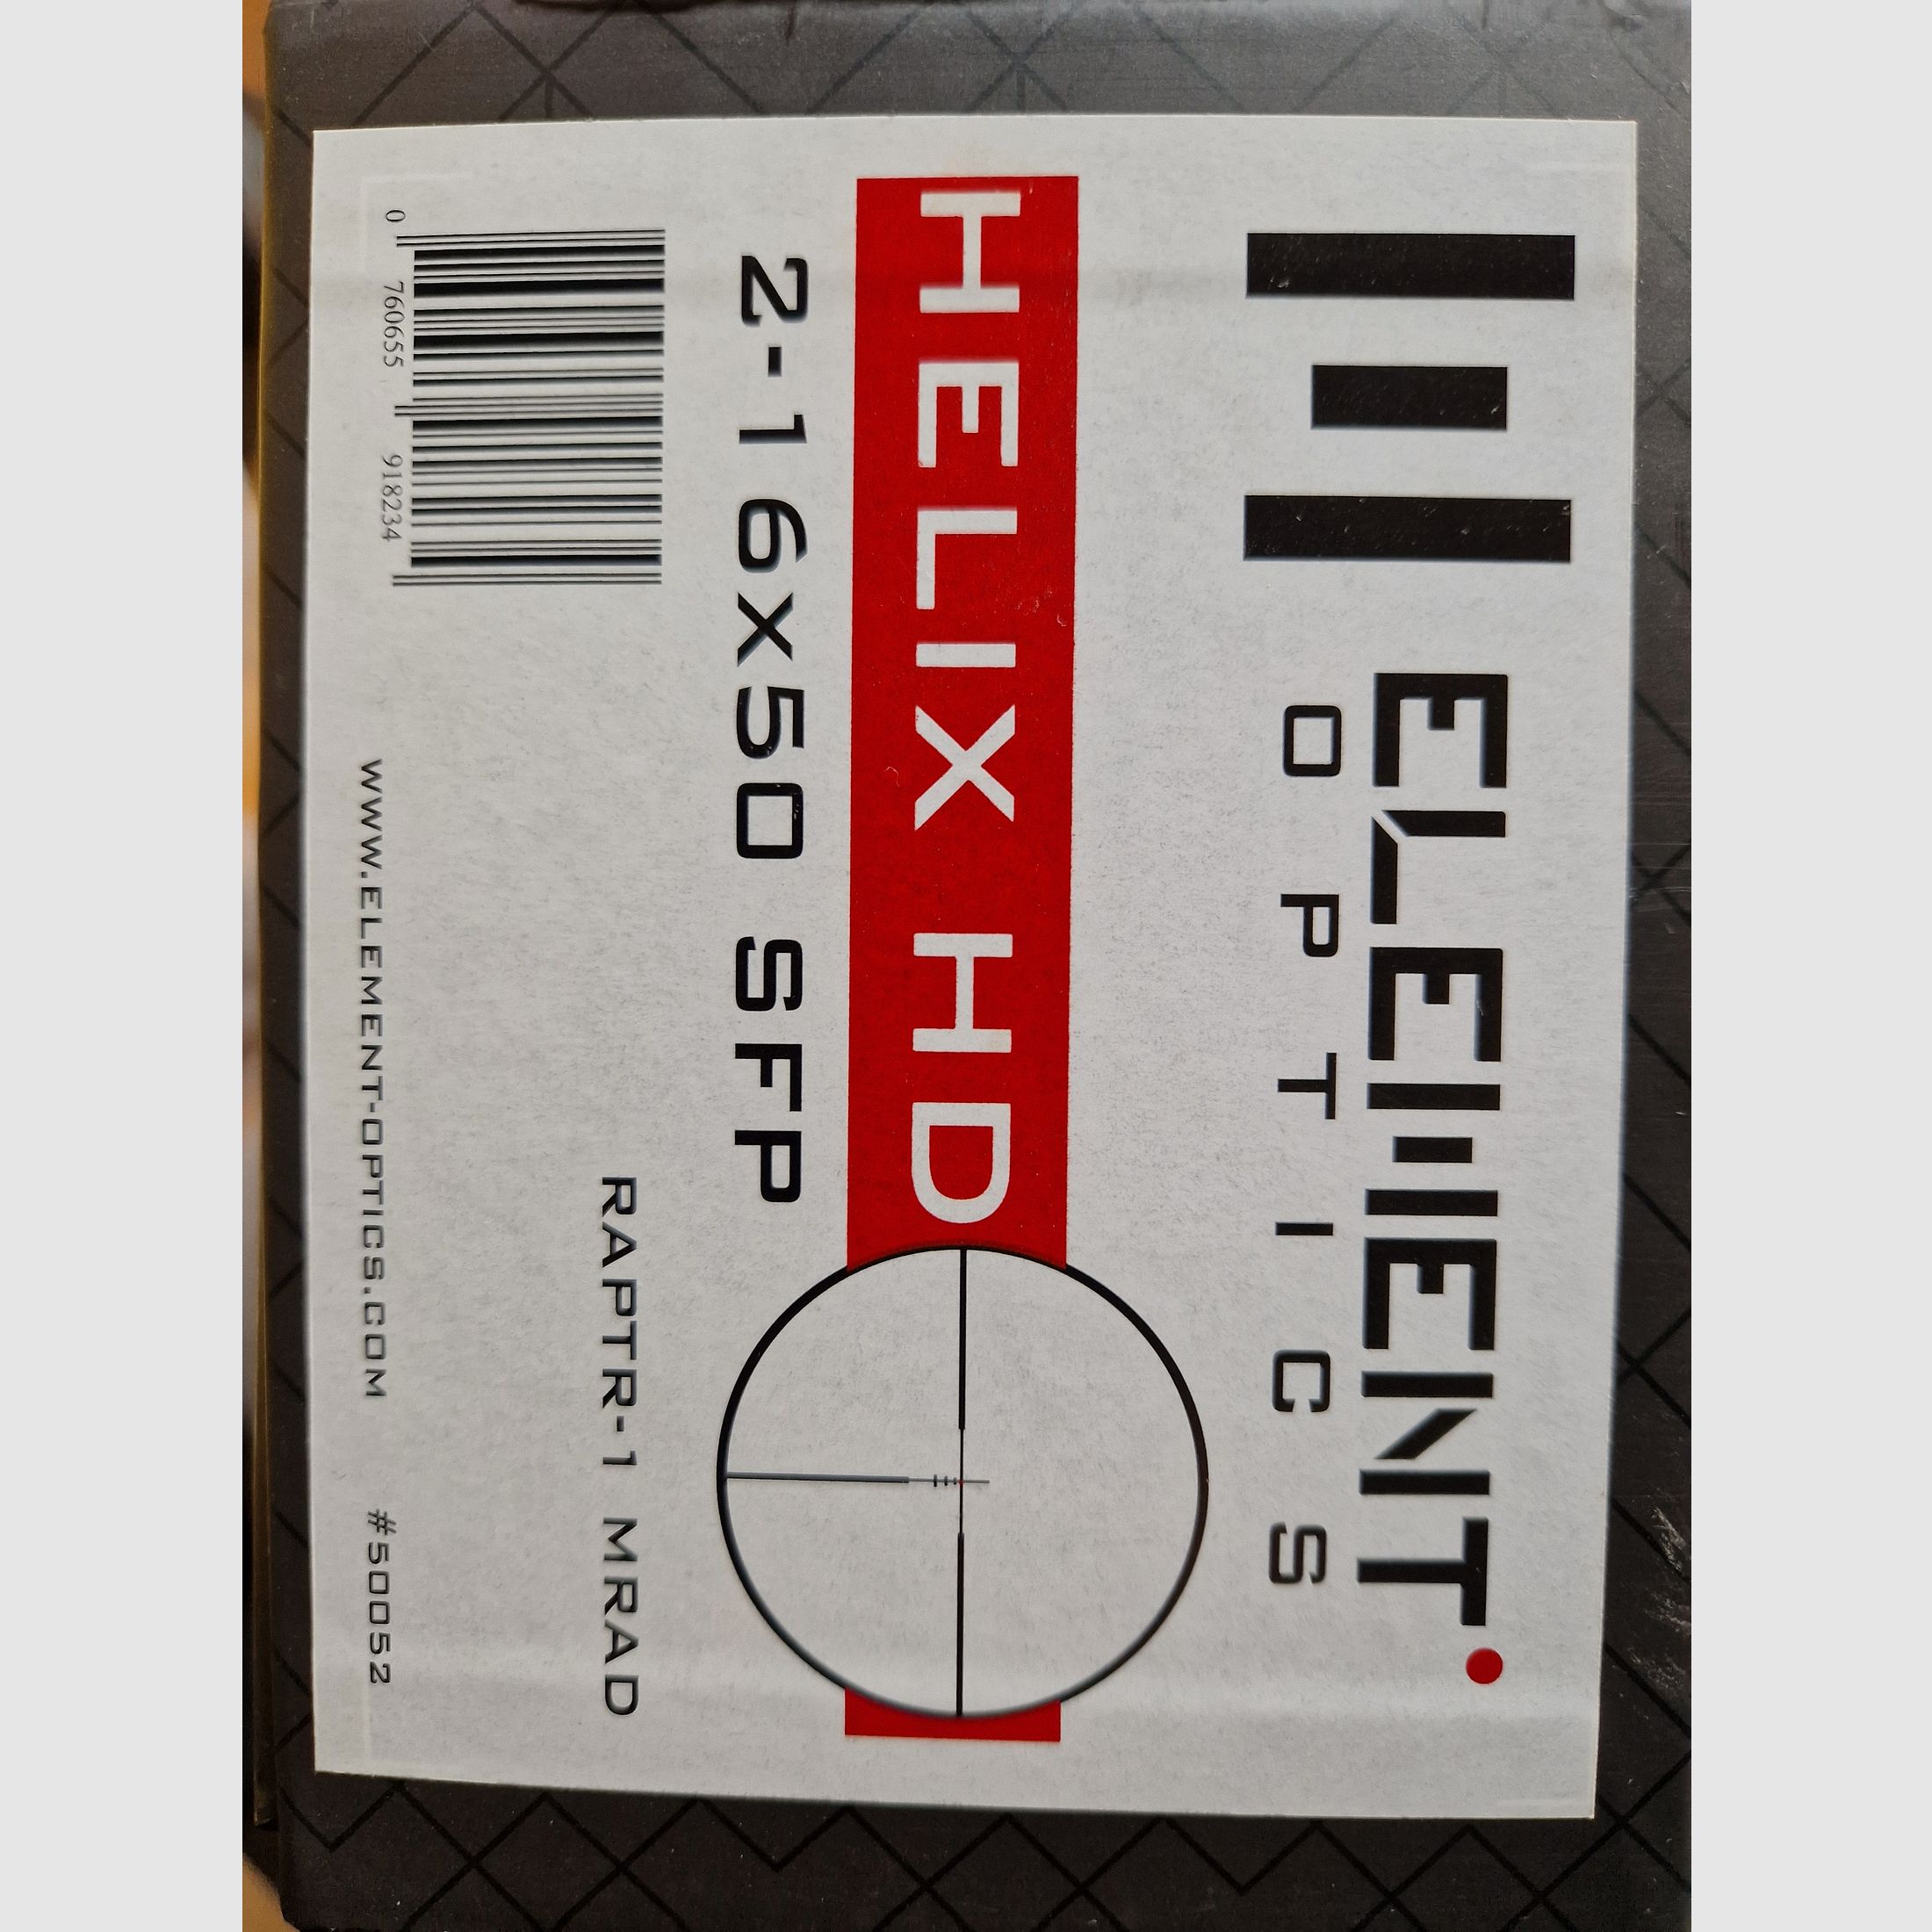 ELEMENT
OPTICS
HELIX HD
2-16X50 SFP
RAPTR-1 MRAD
0 760655 918234
WWW.ELEMENT-OPTICS.COM #50052